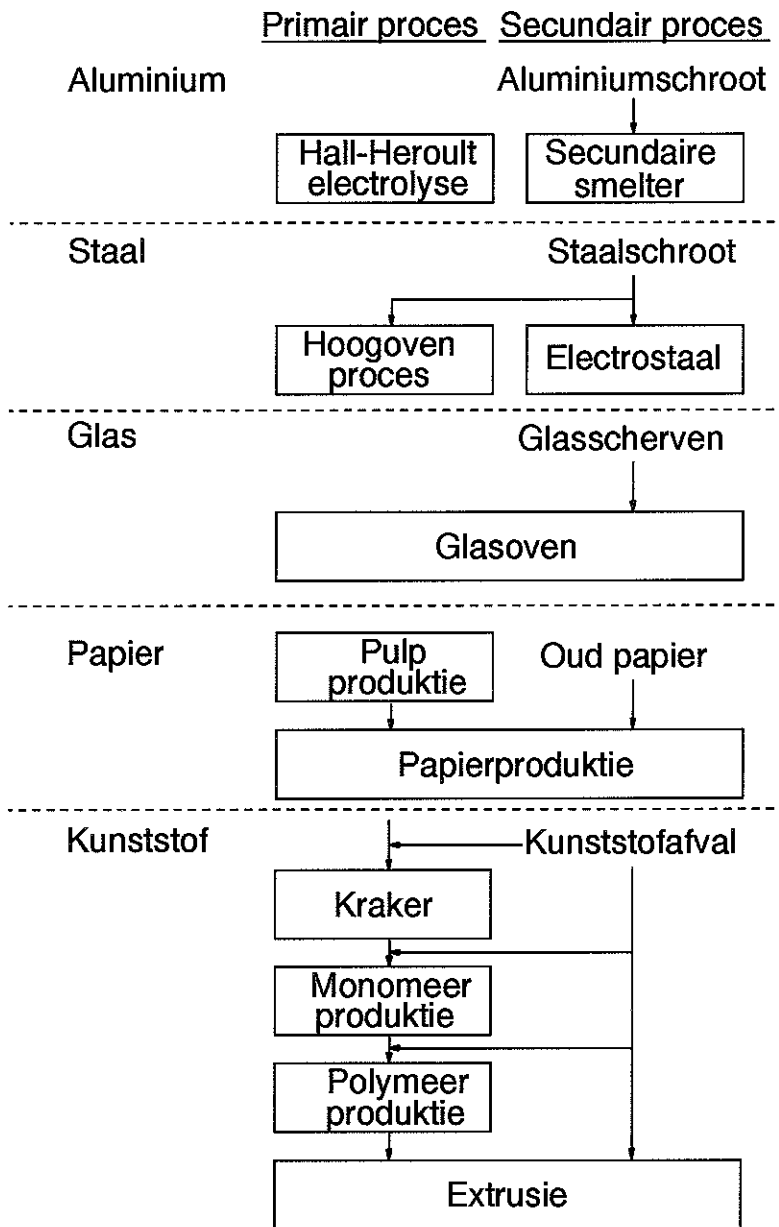 Primair proces Secundair proces
Aluminium Aluminiumschroot
Hall-Heroult
electrolyse
Secundaire
smelter
Staal Staalschroot
Hoogoven
proces
Electrostaal
Glas Glasscherven
Glasoven
Papier
Pulp
produktie
Oud papier
Papierproduktie
Kunststof Kunststofafval
Kraker
Monomeer
produktie
Polymeer
produktie
Extrusie